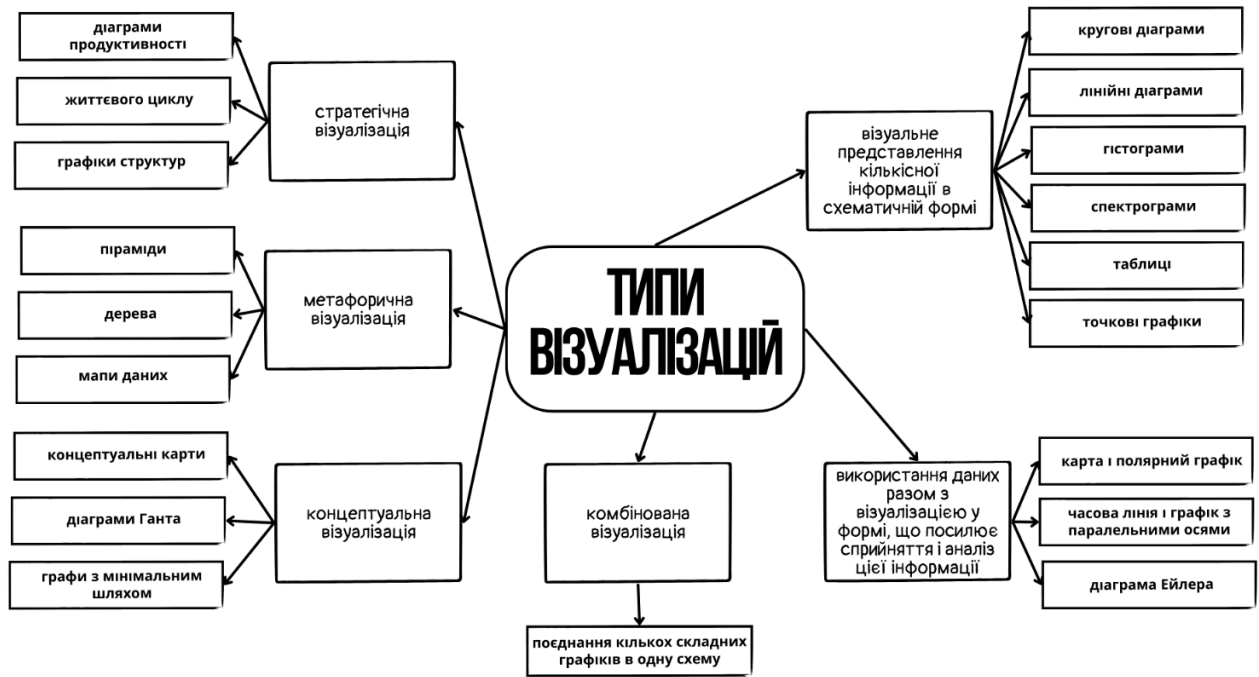 діаграми
продуктивності
життєвого циклу
графіки структур
стратегічна
візуалізація
піраміди
дерева
мапи даних
метафорична
візуалізація
концептуальні карти
діаграми Ганта
графи з мінімальним
шляхом
концептуальна
візуалізація
ТИПИ
ВІЗУАЛІЗАЦІЙ
комбінована
візуалізація
поєднання кількох складних
графіків в одну схему
візуальне
представлення
кількісної
інформації в
схематичній формі
кругові діаграми
лінійні діаграми
гістограми
спектрограми
таблиці
точкові графіки
використання даних
разом з
візуалізацією у
формі, що посилює
сприйняття і аналіз
цієї інформації
карта і полярний графік
часова лінія і графік з
паралельними осями
діаграма Ейлера